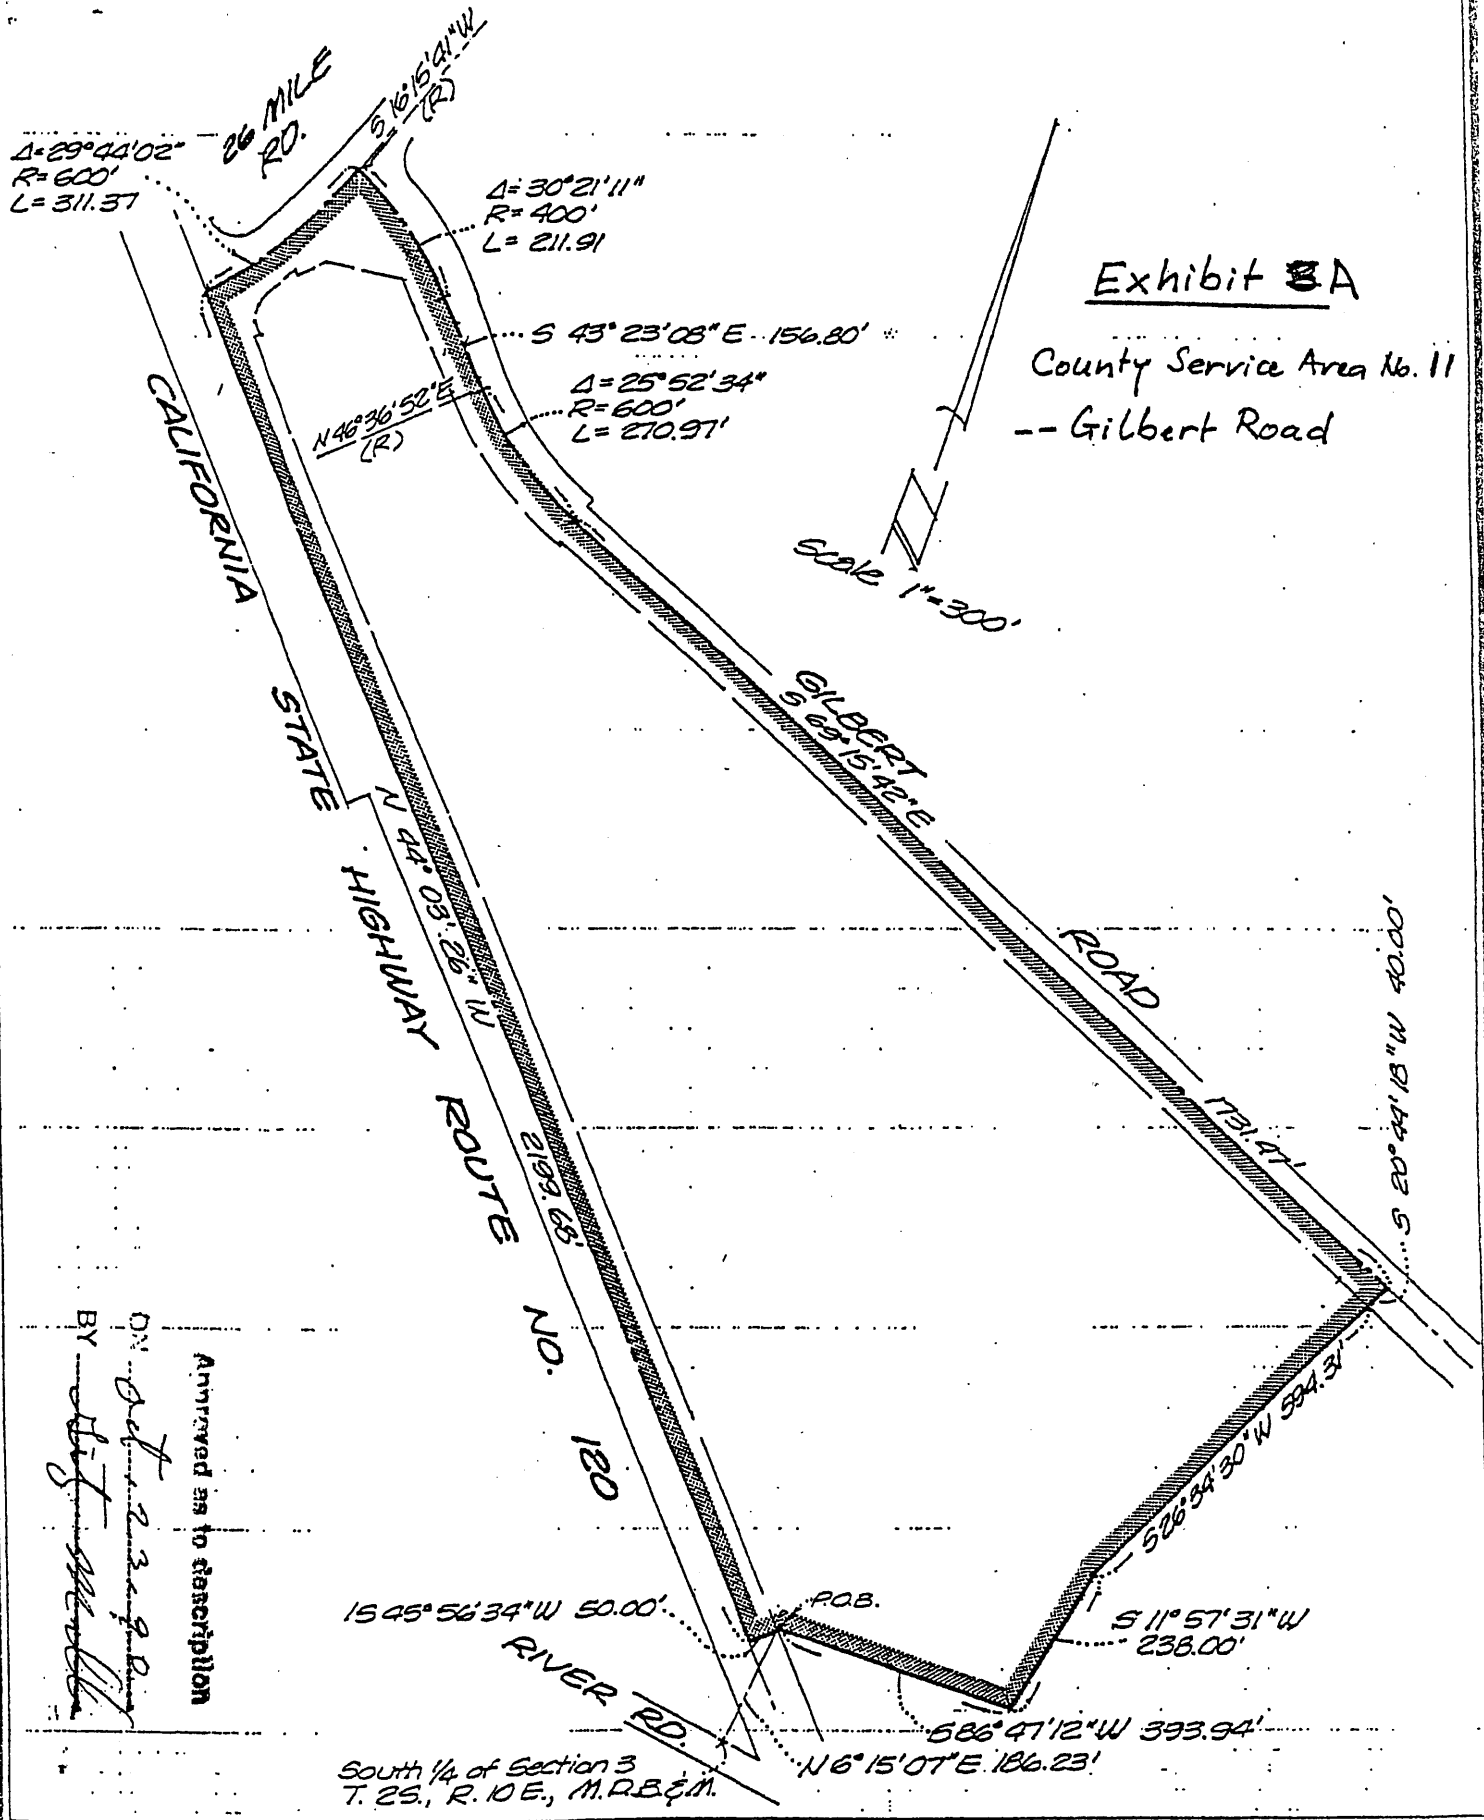 26 MILE
RD.
S 16°15'41"W
(R)
Δ=29°44'02"
R=600'
L=311.37
Δ=30°21'11"
R=400'
L=211.91
Exhibit A
County Service Area No. 11
-- Gilbert Road
S 43°23'08"E 156.80'
Δ=25°52'34"
R=600'
L=270.97'
N46°36'52"E
(R)
Scale 1"=300'
CALIFORNIA STATE HIGHWAY ROUTE NO. 120
N 44°03'26" W 2199.68'
GILBERT ROAD
S 69°15'42"E 1731.47'
S 20°44'18"W 40.00'
S26°34'30"W 594.31'
S 11°57'31"W
238.00'
P.O.B.
S45°56'34"W 50.00'
RIVER RD.
S86°47'12"W 393.94'
N6°15'07"E 186.23'
South 1/4 of Section 3
T. 2S., R. 10E., M.D.B.&M.
Approved as to description
ON Oct 23 90
BY